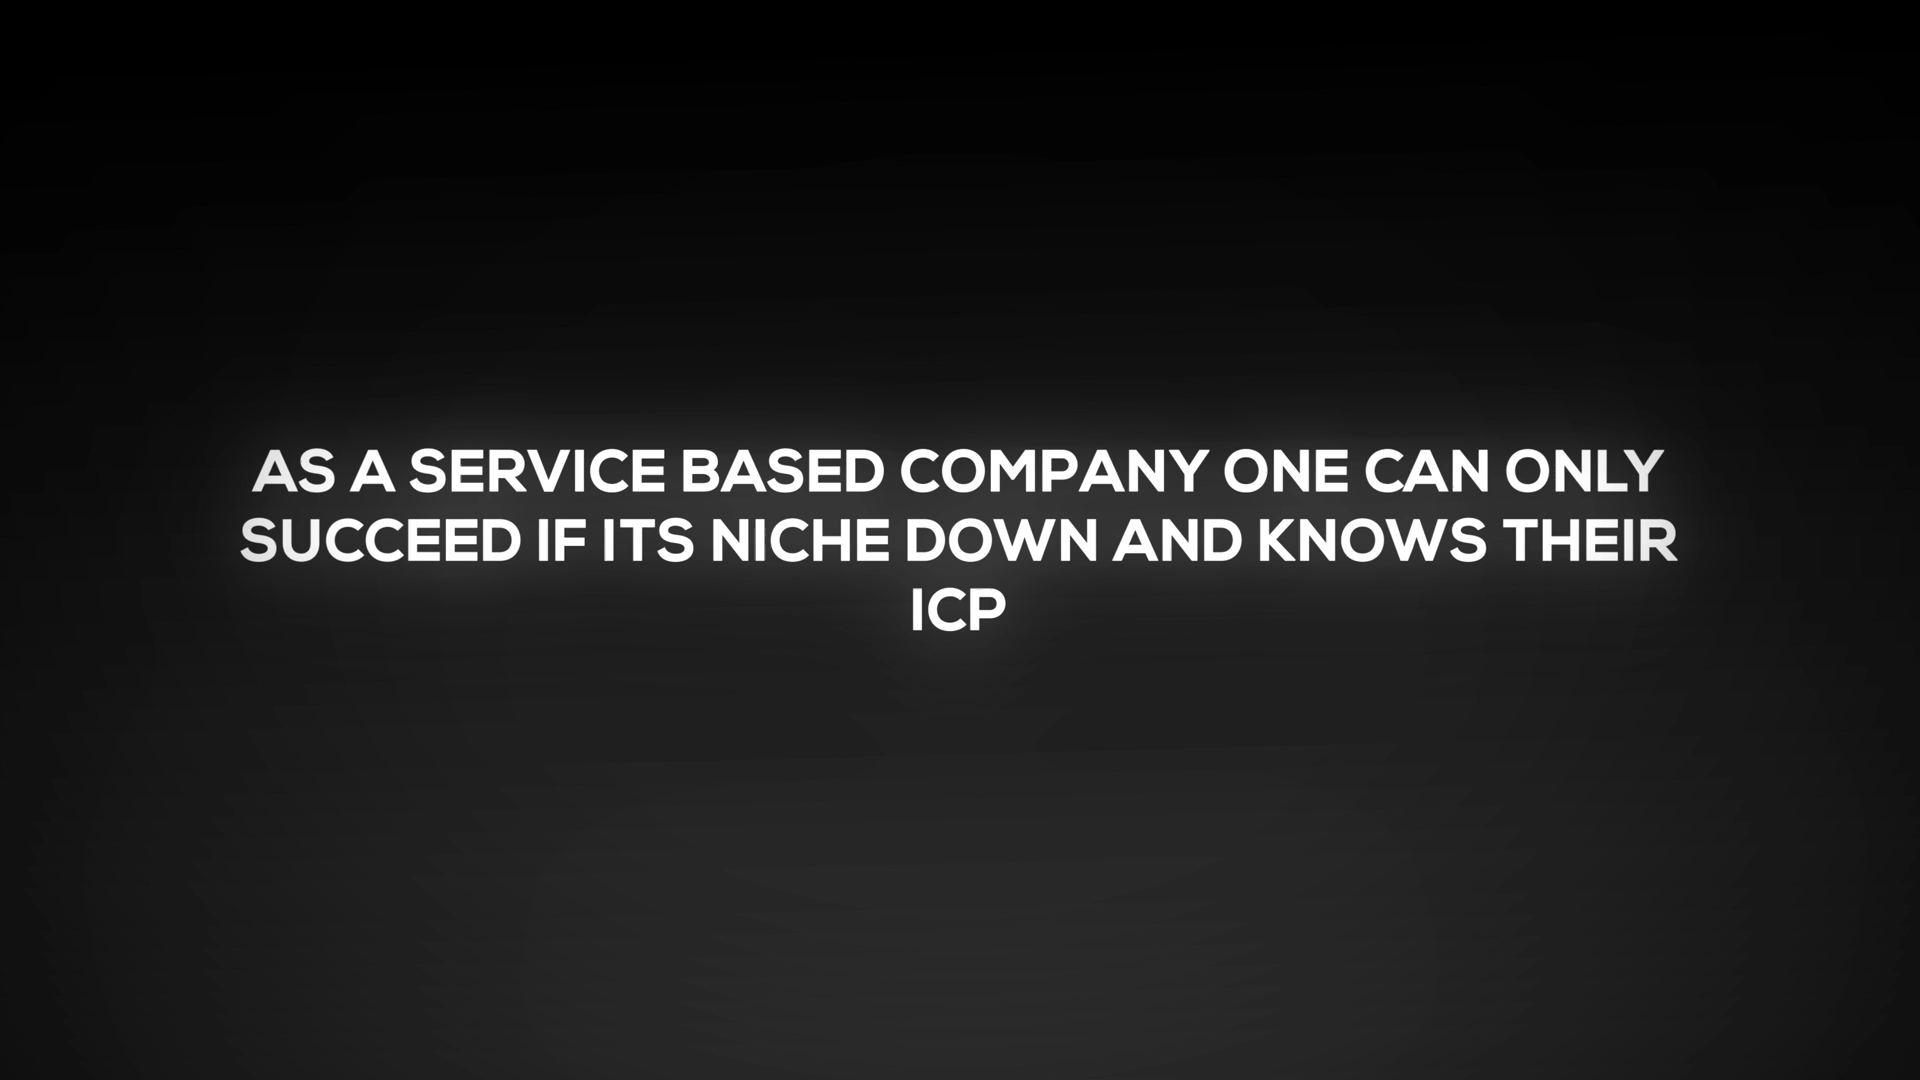 AS A SERVICE BASED COMPANY ONE CAN ONLY
SUCCEED IF ITS NICHE DOWN AND KNOWS THEIR
ICP